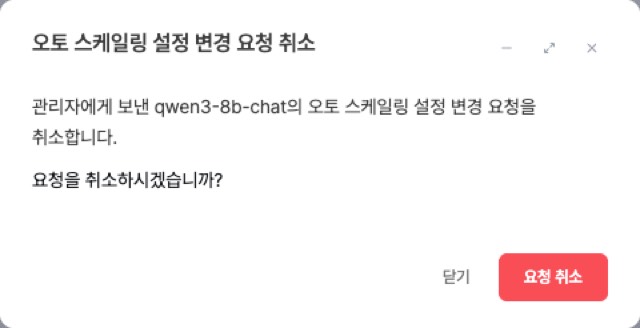 오토 스케일링 설정 변경 요청 취소
관리자에게 보낸 qwen3-8b-chat의 오토 스케일링 설정 변경 요청을
취소합니다.
요청을 취소하시겠습니까?
닫기
요청 취소